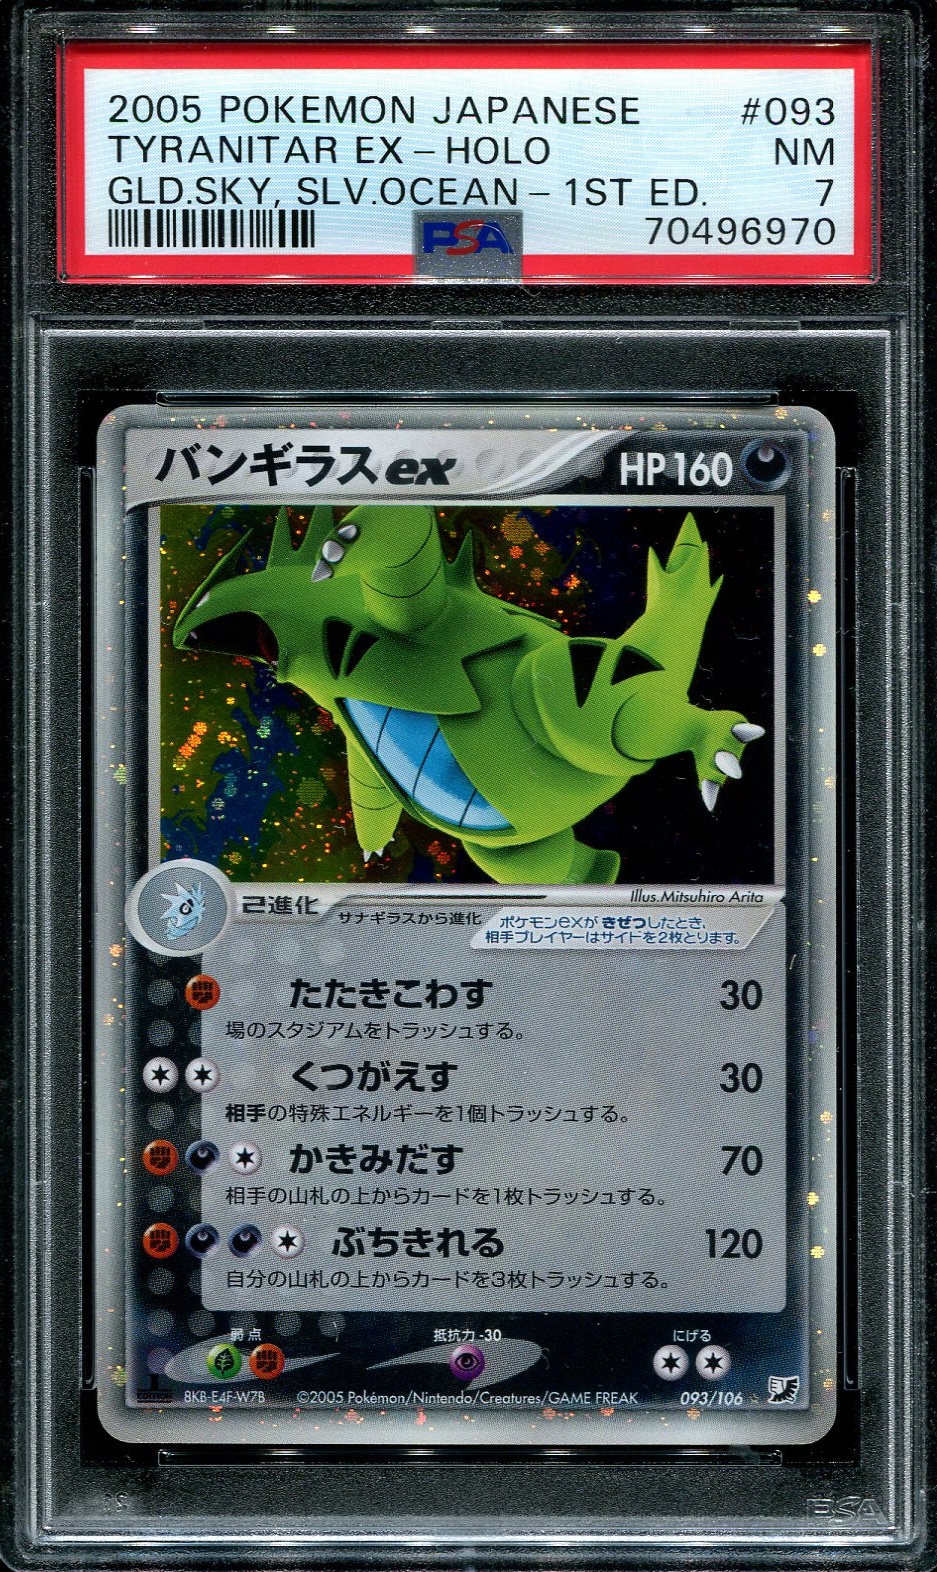 2005 POKEMON JAPANESE #093
TYRANITAR EX – HOLO NM
GLD.SKY, SLV.OCEAN – 1ST ED. 7
PSA 70496970
バンギラスex HP160
Illus.Mitsuhiro Arita
2進化 サナギラスから進化
ポケモンexがきぜつしたとき、
相手プレイヤーはサイドを2枚とります。
たたきこわす 30
場のスタジアムをトラッシュする。
くつがえす 30
相手の特殊エネルギーを1個トラッシュする。
かきみだす 70
相手の山札の上からカードを1枚トラッシュする。
ぶちきれる 120
自分の山札の上からカードを3枚トラッシュする。
弱点 抵抗力 -30 にげる
1
EDITION 8KB-E4F-W7B ©2005 Pokémon/Nintendo/Creatures/GAME FREAK 093/106 ☆
PSA